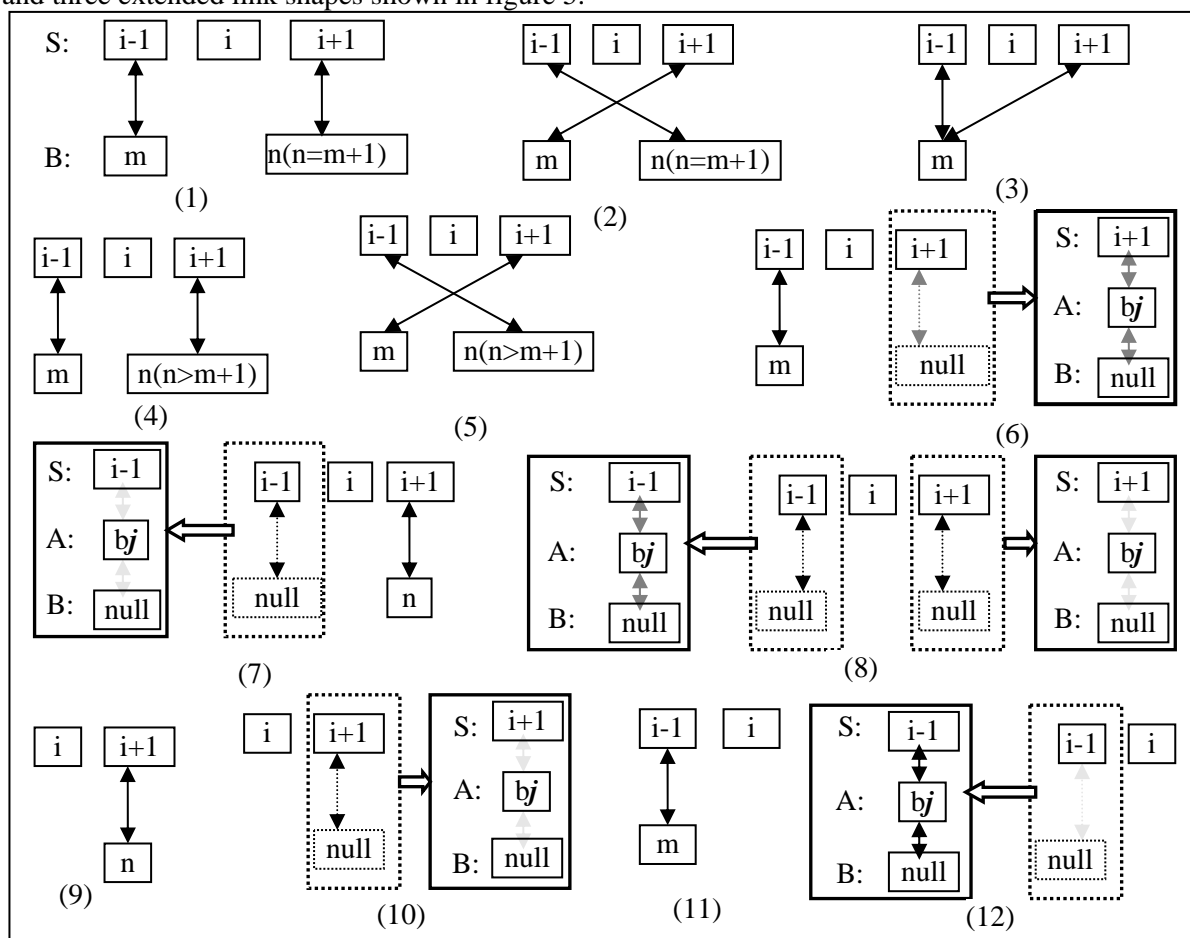 and three extended link shapes shown in figure 3.
S: i-1 i i+1 i-1 i i+1 i-1 i i+1
B: m n(n=m+1) m n(n=m+1) m
(1) (2) (3)
i-1 i i+1 i-1 i i+1 i-1 i i+1 S: i+1
A: bj
m n(n>m+1) m n(n>m+1) m null B: null
(4) (5) (6)
S: i-1 i-1 i i+1 S: i-1 i-1 i i+1 S: i+1
A: bj A: bj A: bj
B: null null n B: null null null B: null
(7) (8)
i i+1 i i+1 S: i+1 i-1 i S: i-1 i-1 i
A: bj A: bj
n null B: null m B: null null
(9) (10) (11) (12)